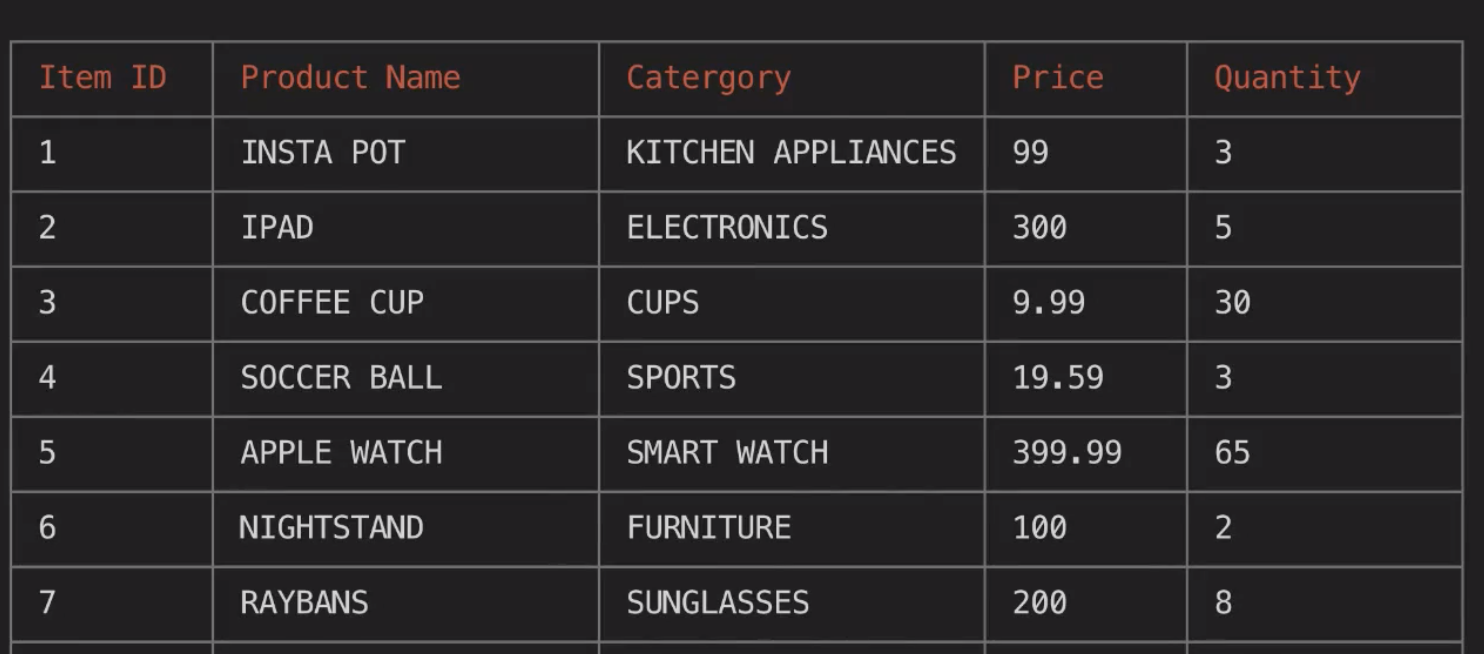 Item ID Product Name Catergory Price Quantity
1 INSTA POT KITCHEN APPLIANCES 99 3
2 IPAD ELECTRONICS 300 5
3 COFFEE CUP CUPS 9.99 30
4 SOCCER BALL SPORTS 19.59 3
5 APPLE WATCH SMART WATCH 399.99 65
6 NIGHTSTAND FURNITURE 100 2
7 RAYBANS SUNGLASSES 200 8